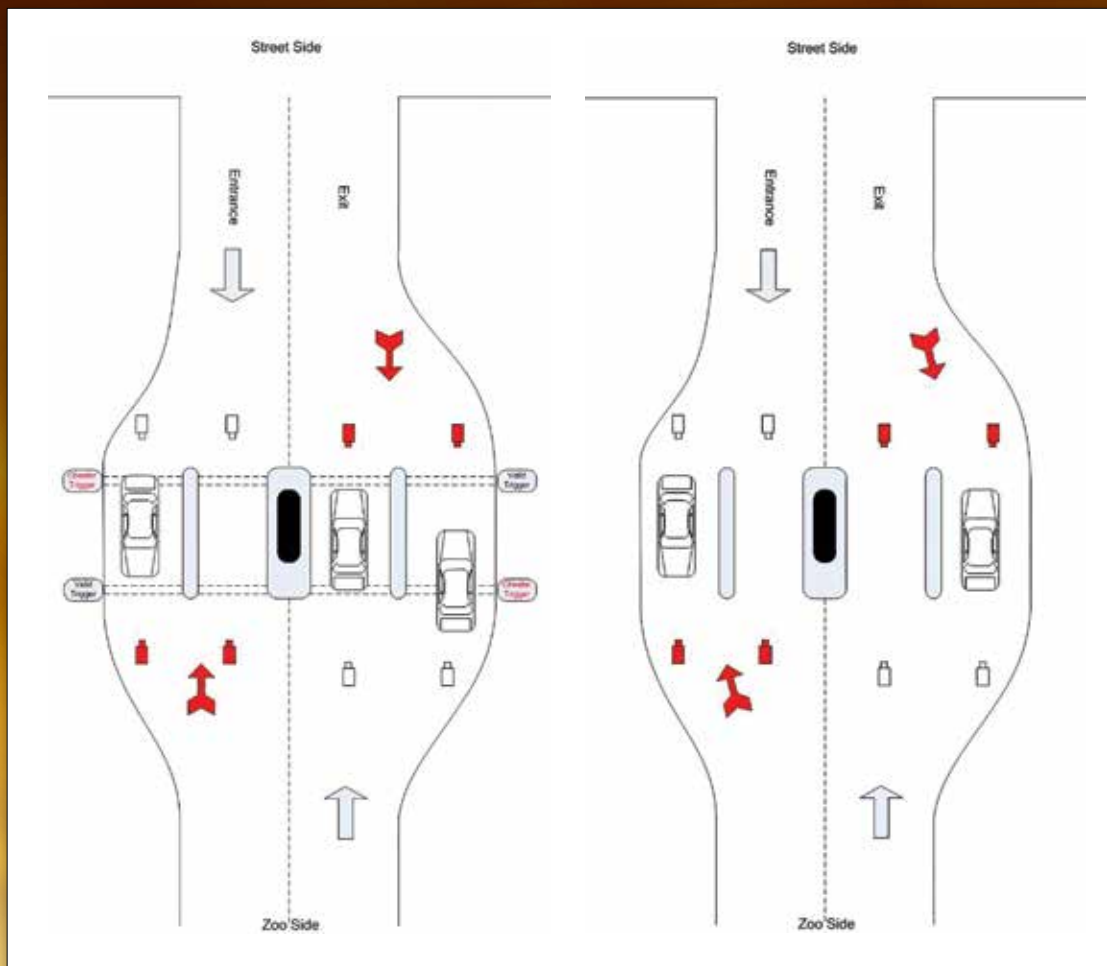 Street Side
Entrance
Exit
Cheater
Trigger
Valid
Trigger
Valid
Trigger
Cheater
Trigger
Zoo Side
Street Side
Entrance
Exit
Zoo Side